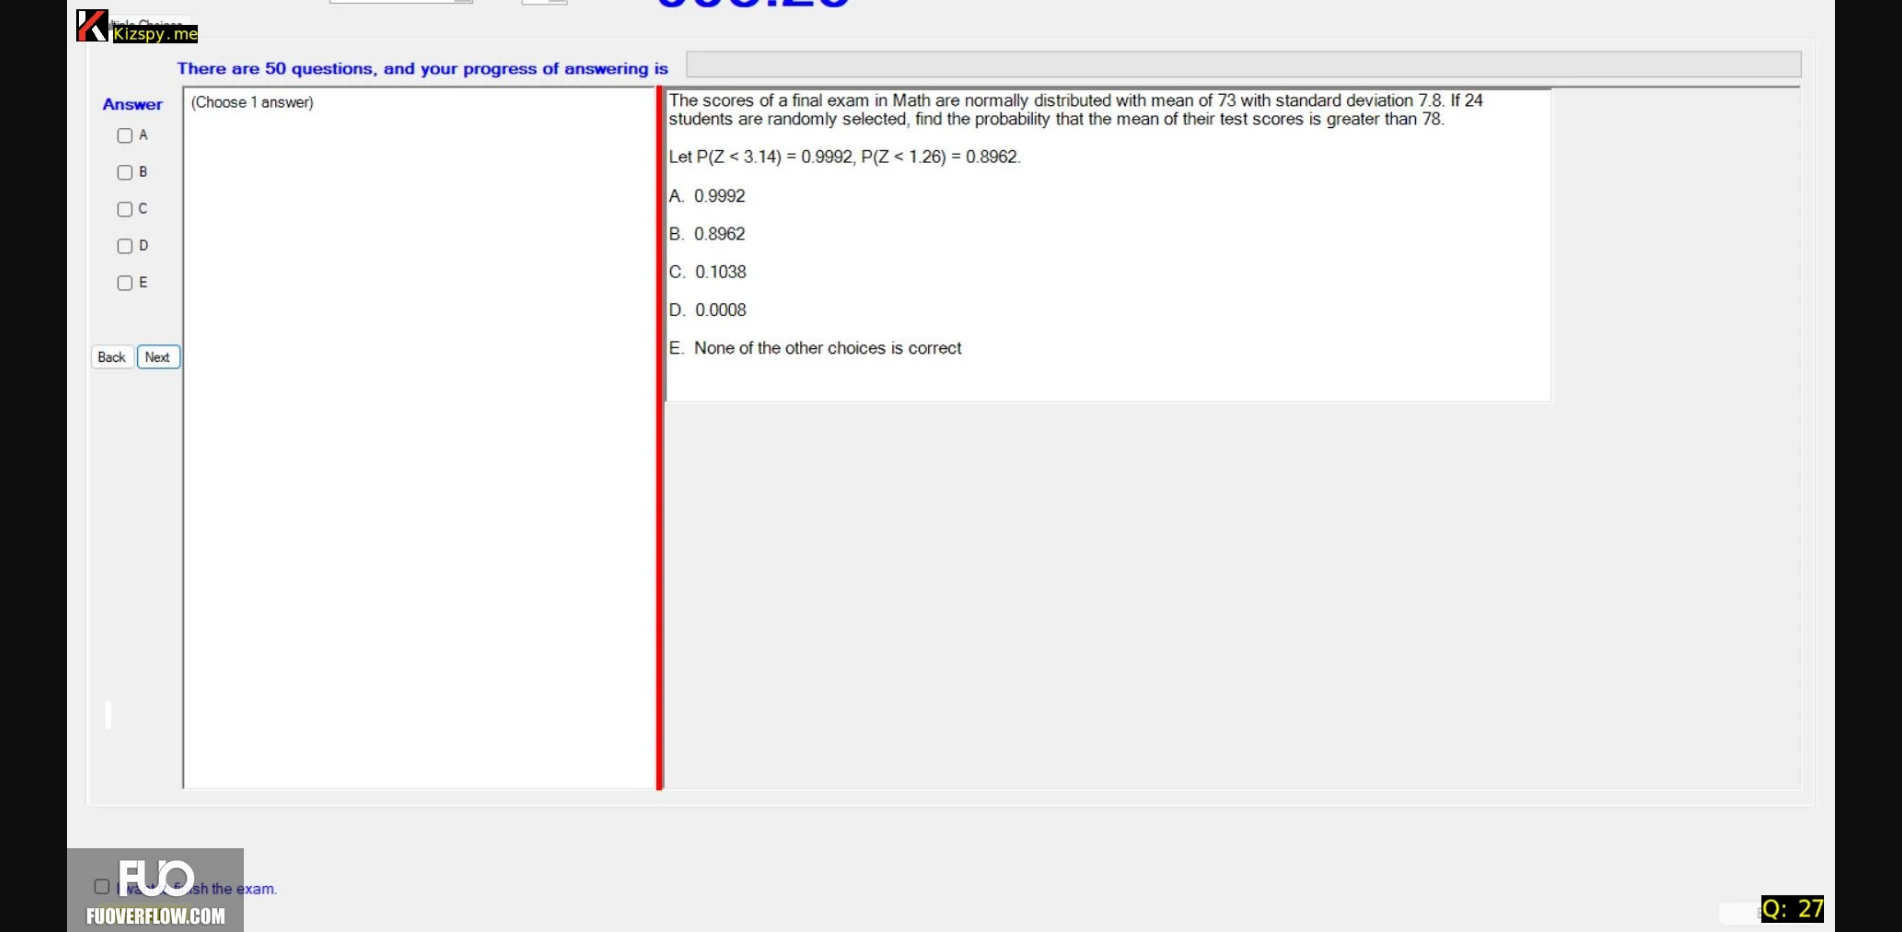 Kizspy.me
There are 50 questions, and your progress of answering is
Answer
(Choose 1 answer)
A
B
C
D
E
Back Next
The scores of a final exam in Math are normally distributed with mean of 73 with standard deviation 7.8. If 24
students are randomly selected, find the probability that the mean of their test scores is greater than 78.
Let P(Z < 3.14) = 0.9992, P(Z < 1.26) = 0.8962.
A. 0.9992
B. 0.8962
C. 0.1038
D. 0.0008
E. None of the other choices is correct
FUO
the exam.
FUOVERFLOW.COM
Q: 27